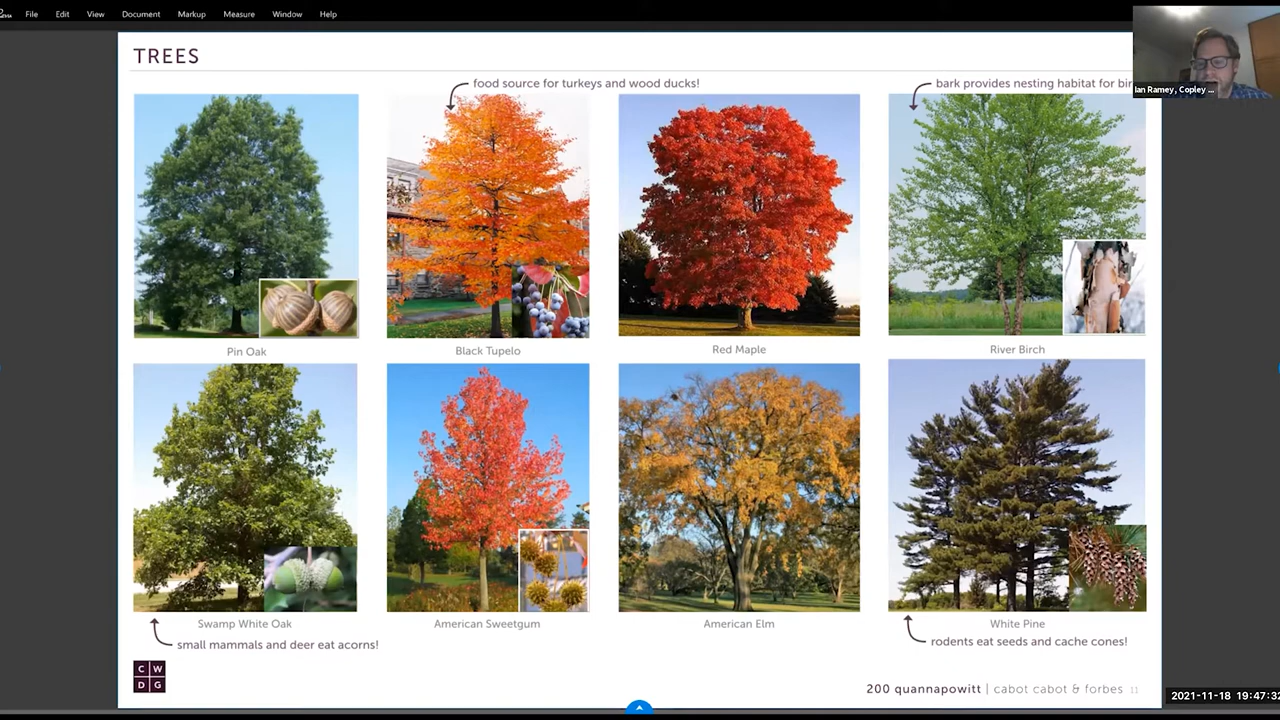 File Edit View Document Markup Measure Window Help
TREES
food source for turkeys and wood ducks!
bark provides nesting habitat for
Ian Ramey, Copley ...
Pin Oak
Black Tupelo
Red Maple
River Birch
Swamp White Oak
American Sweetgum
American Elm
White Pine
small mammals and deer eat acorns!
rodents eat seeds and cache cones!
C W
D G
200 quannapowitt | cabot cabot & forbes 11
2021-11-18 19:47:32